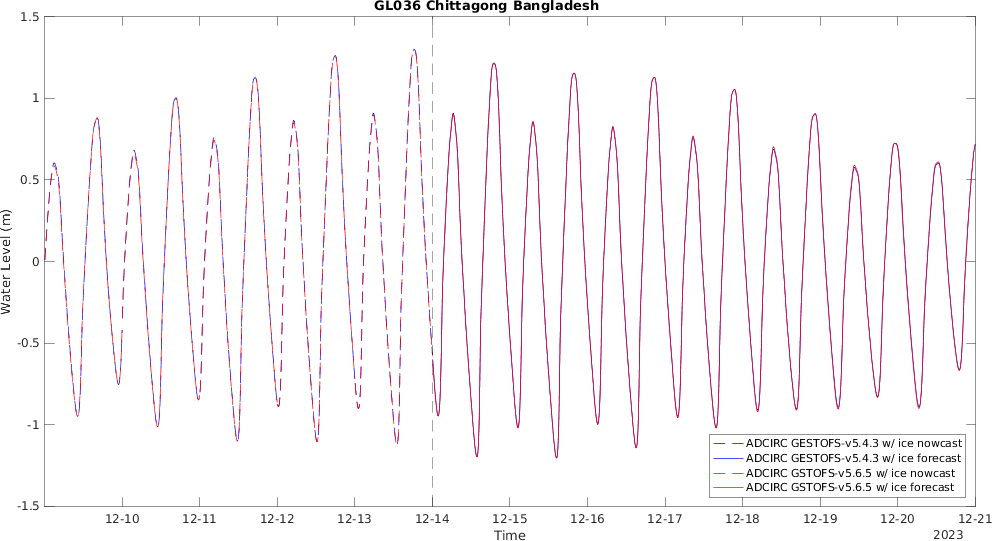 GL036 Chittagong Bangladesh
1.5
1
0.5
0
-0.5
-1
-1.5
Water Level (m)
12-10 12-11 12-12 12-13 12-14 12-15 12-16 12-17 12-18 12-19 12-20 12-21
Time
2023
ADCIRC GESTOFS-v5.4.3 w/ ice nowcast
ADCIRC GESTOFS-v5.4.3 w/ ice forecast
ADCIRC GSTOFS-v5.6.5 w/ ice nowcast
ADCIRC GSTOFS-v5.6.5 w/ ice forecast